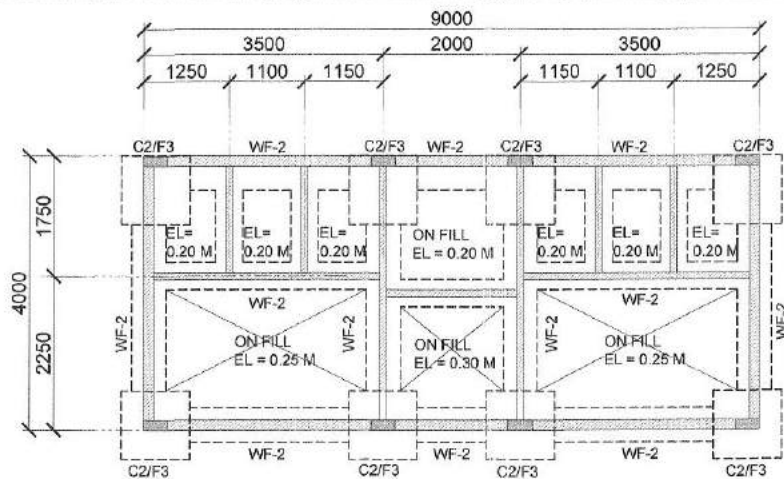 9000
3500 2000 3500
1250 1100 1150 1150 1100 1250
C2/F3 WF-2 C2/F3 WF-2 C2/F3 WF-2 C2/F3
1750
4000
2250
EL=
0.20 M
EL=
0.20 M
EL=
0.20 M
ON FILL
EL = 0.20 M
EL=
0.20 M
EL=
0.20 M
EL=
0.20 M
WF-2
WF-2
ON FILL
EL = 0.25 M
WF-2
ON FILL
EL = 0.30 M
WF-2
WF-2
ON FILL
EL = 0.25 M
WF-2
WF-2 WF-2 WF-2
C2/F3 C2/F3 C2/F3 C2/F3